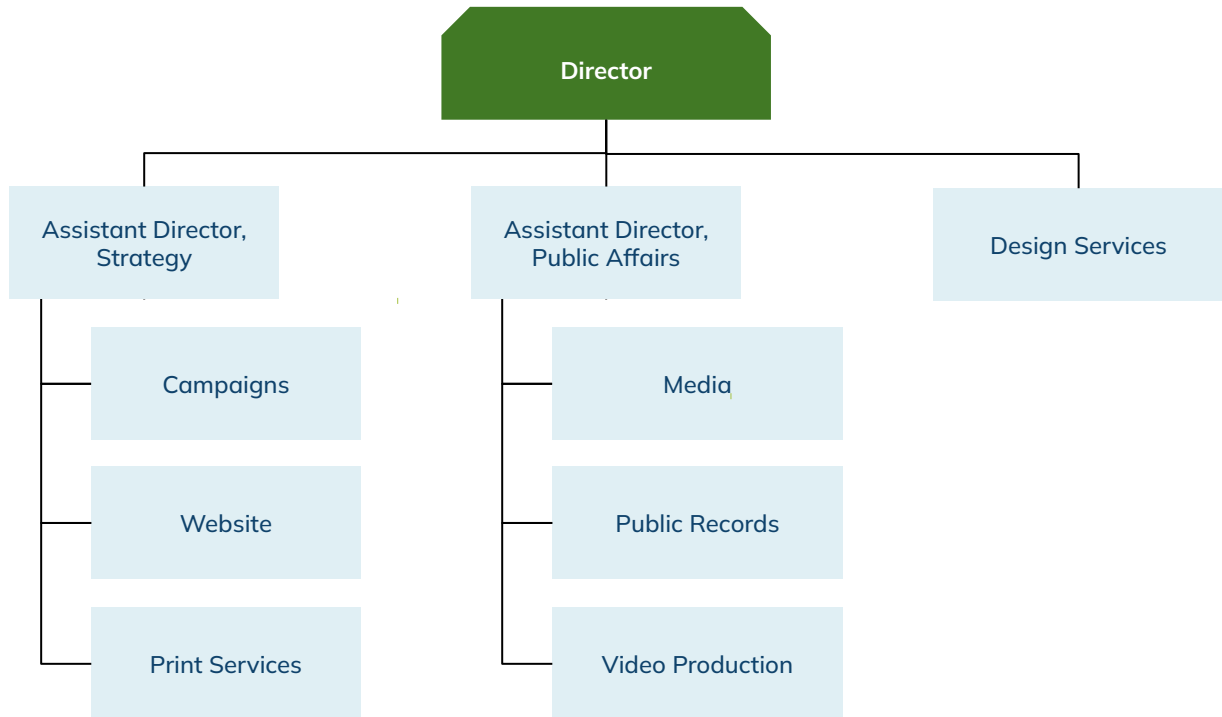 Director
Assistant Director,
Strategy
Assistant Director,
Public Affairs
Design Services
Campaigns
Media
Website
Public Records
Print Services
Video Production